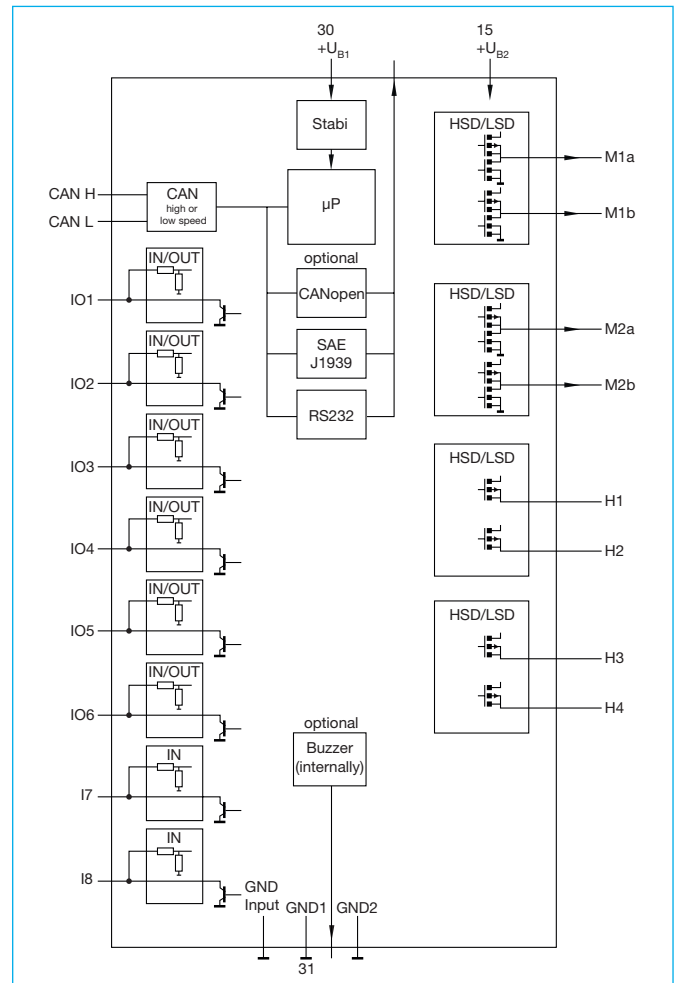 30
+UB1
15
+UB2
Stabi
HSD/LSD
M1a
M1b
CAN H
CAN L
CAN
high or
low speed
µP
optional
CANopen
SAE
J1939
RS232
IN/OUT
IO1
IN/OUT
IO2
IN/OUT
IO3
IN/OUT
IO4
IN/OUT
IO5
IN/OUT
IO6
IN
I7
IN
I8
HSD/LSD
M2a
M2b
HSD/LSD
H1
H2
HSD/LSD
H3
H4
optional
Buzzer
(internally)
GND
Input
GND1
GND2
31